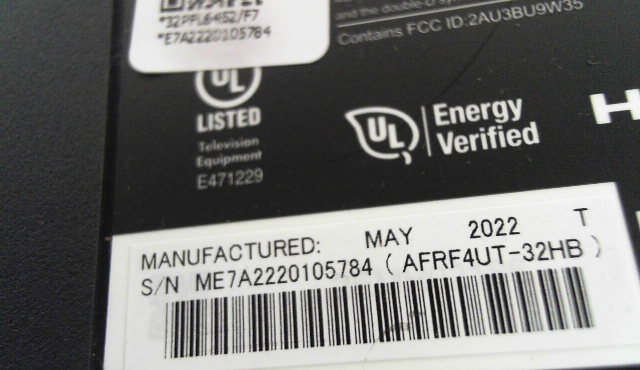 *32PFL6452/F7
*E7A2220105784
and the double-D sy
Contains FCC ID:2AU3BU9W35
UL
LISTED
Television
Equipment
E471229
UL
Energy
Verified
H
MANUFACTURED: MAY 2022 T
S/N ME7A2220105784 ( AFRF4UT-32HB )